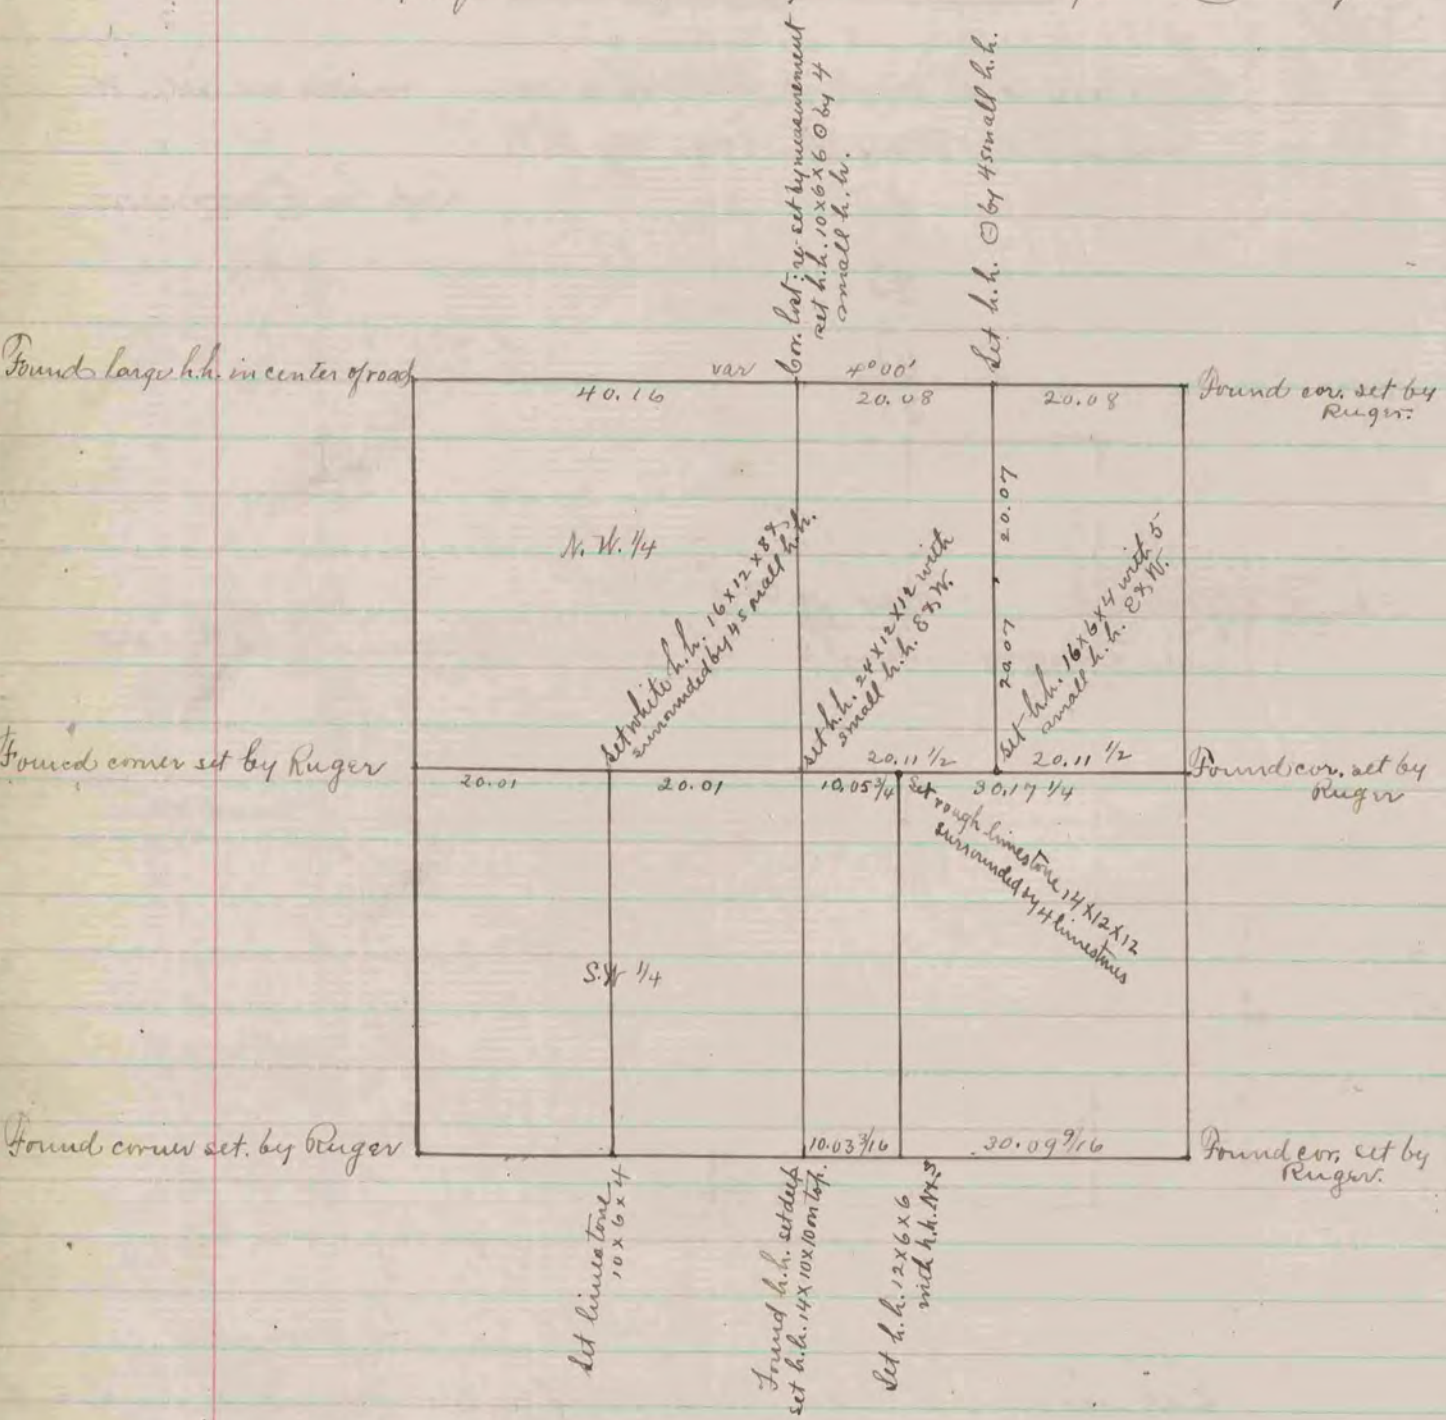 Cor. lost; re-set by measurement
set h.h. 10x6x6 ⊙ by 4
small h.h.
Set h.h. ⊙ by 4 small h.h.
Found large h.h. in center of road
var 4°00'
40.16 20.08 20.08
Found cor. set by
Ruger.
N.W. 1/4
20.07
20.07
set white h.h. 16x12x8
surrounded by 4 small h.h.
set h.h. 24x12x12 with
small h.h. E & W.
set h.h. 16x6x4 with 5
small h.h. E & W.
Found corner set by Ruger
20.11 1/2 20.11 1/2
Found cor. set by
Ruger
20.01 20.01 10.05 3/4 30.17 1/4
Set rough limestone 14x12x12
surrounded by 4 limestones
S.W 1/4
Found corner set by Ruger
10.03 3/16 30.09 9/16
Found cor. set by
Ruger.
Set limestone
10x6x4
Found h.h. set deep
set h.h. 14x10x10 on top.
Set h.h. 12x6x6
with h.h. N & S